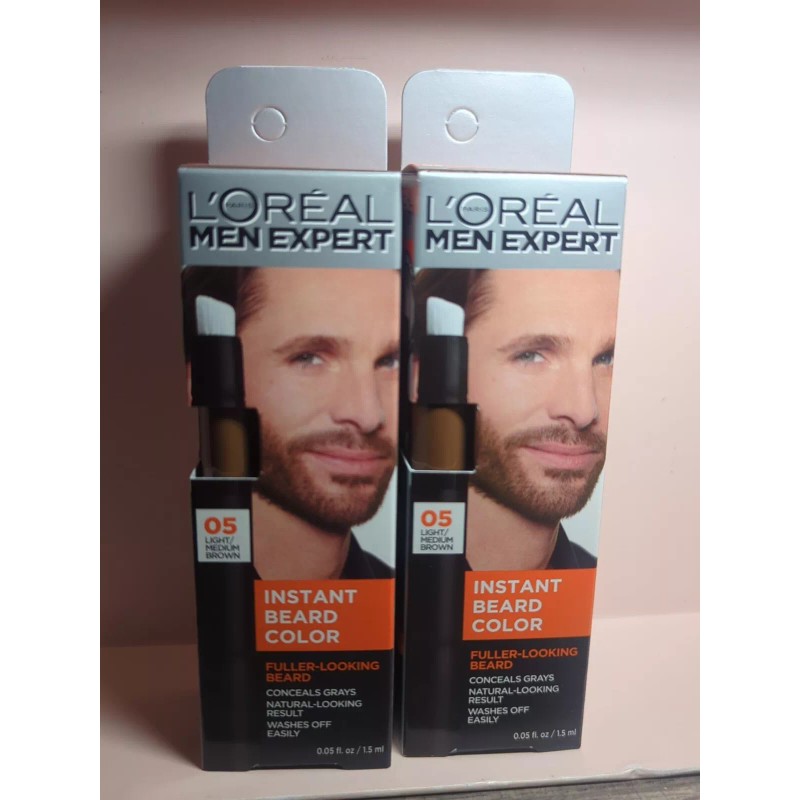 L'ORÉAL
PARIS
MEN EXPERT
05
LIGHT/
MEDIUM
BROWN
INSTANT
BEARD
COLOR
FULLER-LOOKING
BEARD
CONCEALS GRAYS
NATURAL-LOOKING
RESULT
WASHES OFF
EASILY
0.05 fl. oz / 1.5 ml
L'ORÉAL
PARIS
MEN EXPERT
05
LIGHT/
MEDIUM
BROWN
INSTANT
BEARD
COLOR
FULLER-LOOKING
BEARD
CONCEALS GRAYS
NATURAL-LOOKING
RESULT
WASHES OFF
EASILY
0.05 fl. oz / 1.5 ml